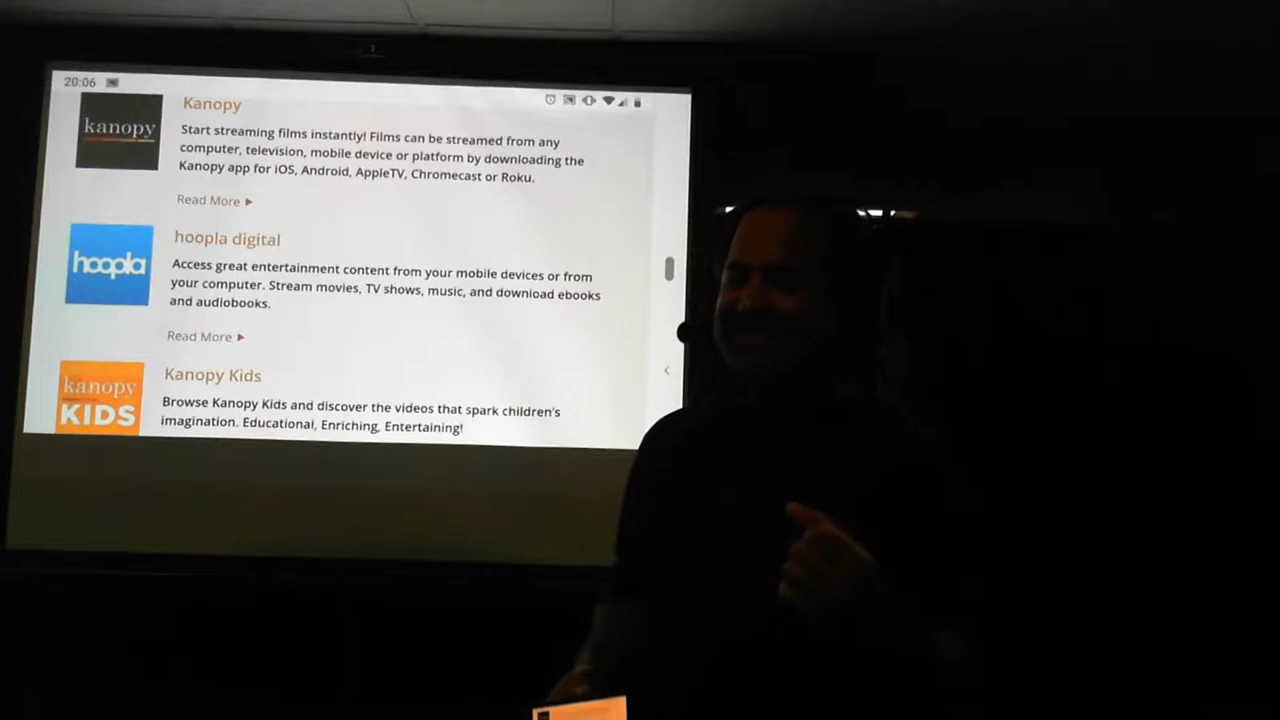 20:06
kanopy
Kanopy
Start streaming films instantly! Films can be streamed from any
computer, television, mobile device or platform by downloading the
Kanopy app for iOS, Android, AppleTV, Chromecast or Roku.
Read More
hoopla
hoopla digital
Access great entertainment content from your mobile devices or from
your computer. Stream movies, TV shows, music, and download ebooks
and audiobooks.
Read More
kanopy
KIDS
Kanopy Kids
Browse Kanopy Kids and discover the videos that spark children's
imagination. Educational, Enriching, Entertaining!